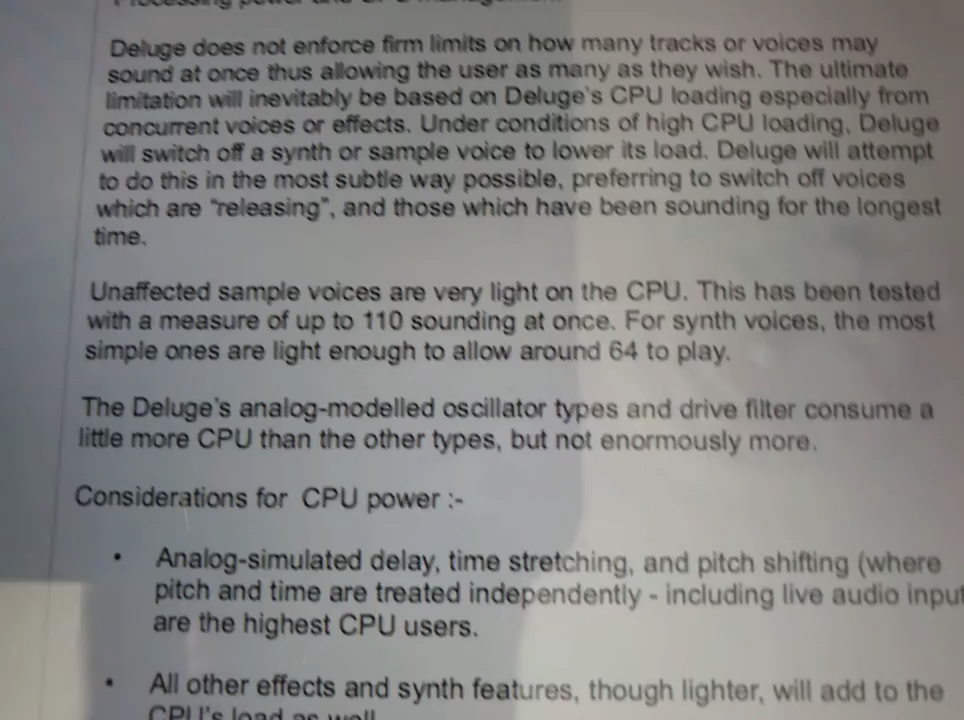 Processing power and CPU management
Deluge does not enforce firm limits on how many tracks or voices may
sound at once thus allowing the user as many as they wish. The ultimate
limitation will inevitably be based on Deluge's CPU loading especially from
concurrent voices or effects. Under conditions of high CPU loading, Deluge
will switch off a synth or sample voice to lower its load. Deluge will attempt
to do this in the most subtle way possible, preferring to switch off voices
which are "releasing", and those which have been sounding for the longest
time.
Unaffected sample voices are very light on the CPU. This has been tested
with a measure of up to 110 sounding at once. For synth voices, the most
simple ones are light enough to allow around 64 to play.
The Deluge's analog-modelled oscillator types and drive filter consume a
little more CPU than the other types, but not enormously more.
Considerations for CPU power :-
• Analog-simulated delay, time stretching, and pitch shifting (where
pitch and time are treated independently - including live audio input
are the highest CPU users.
• All other effects and synth features, though lighter, will add to the
CPU's load as well